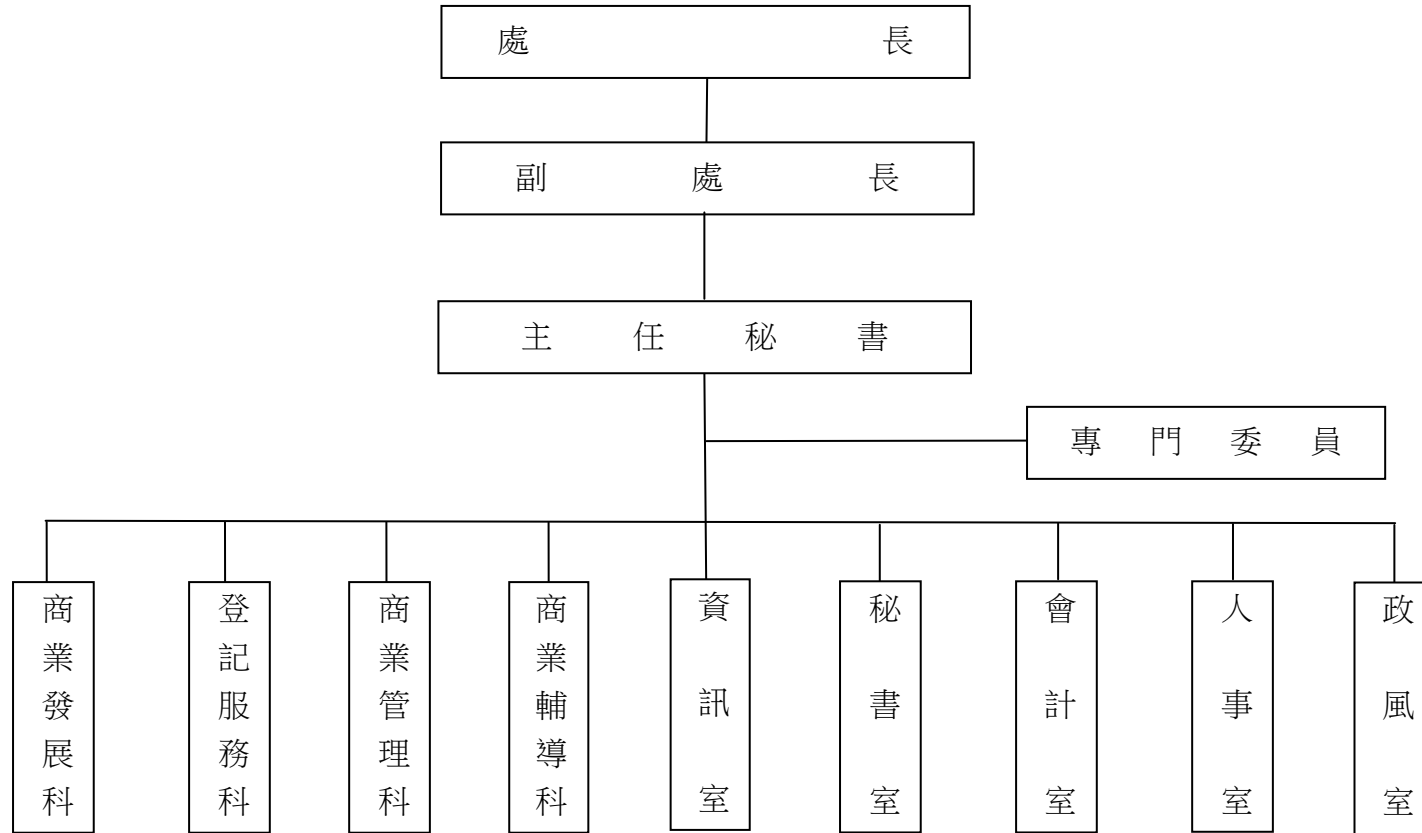 處長
副處長
主任秘書
專門委員
商業發展科
登記服務科
商業管理科
商業輔導科
資訊室
秘書室
會計室
人事室
政風室